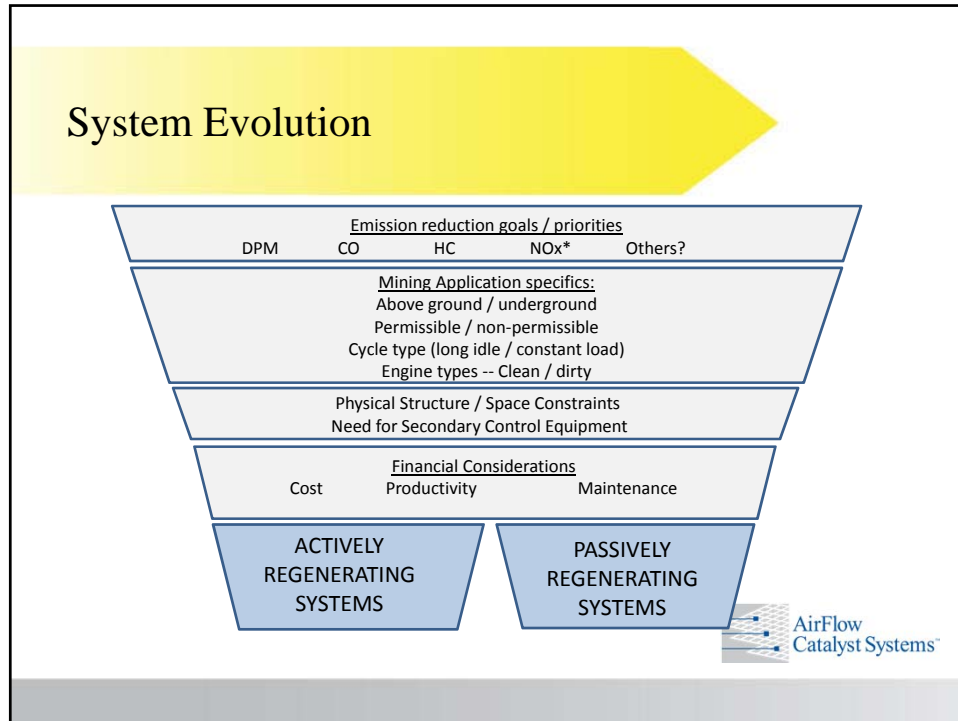 System Evolution
Emission reduction goals / priorities
DPM CO HC NOx* Others?
Mining Application specifics:
Above ground / underground
Permissible / non-permissible
Cycle type (long idle / constant load)
Engine types -- Clean / dirty
Physical Structure / Space Constraints
Need for Secondary Control Equipment
Financial Considerations
Cost Productivity Maintenance
ACTIVELY
REGENERATING
SYSTEMS
PASSIVELY
REGENERATING
SYSTEMS
AirFlow
Catalyst Systems™